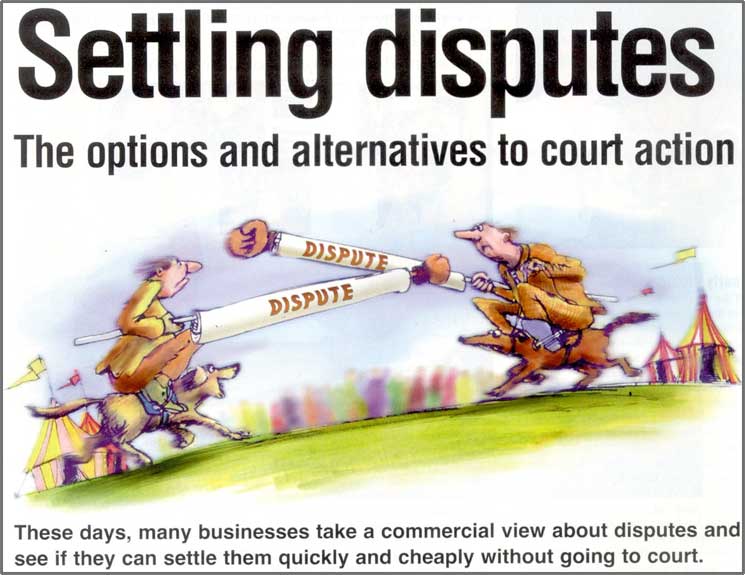 Settling disputes
The options and alternatives to court action
DISPUTE
DISPUTE
These days, many businesses take a commercial view about disputes and
see if they can settle them quickly and cheaply without going to court.